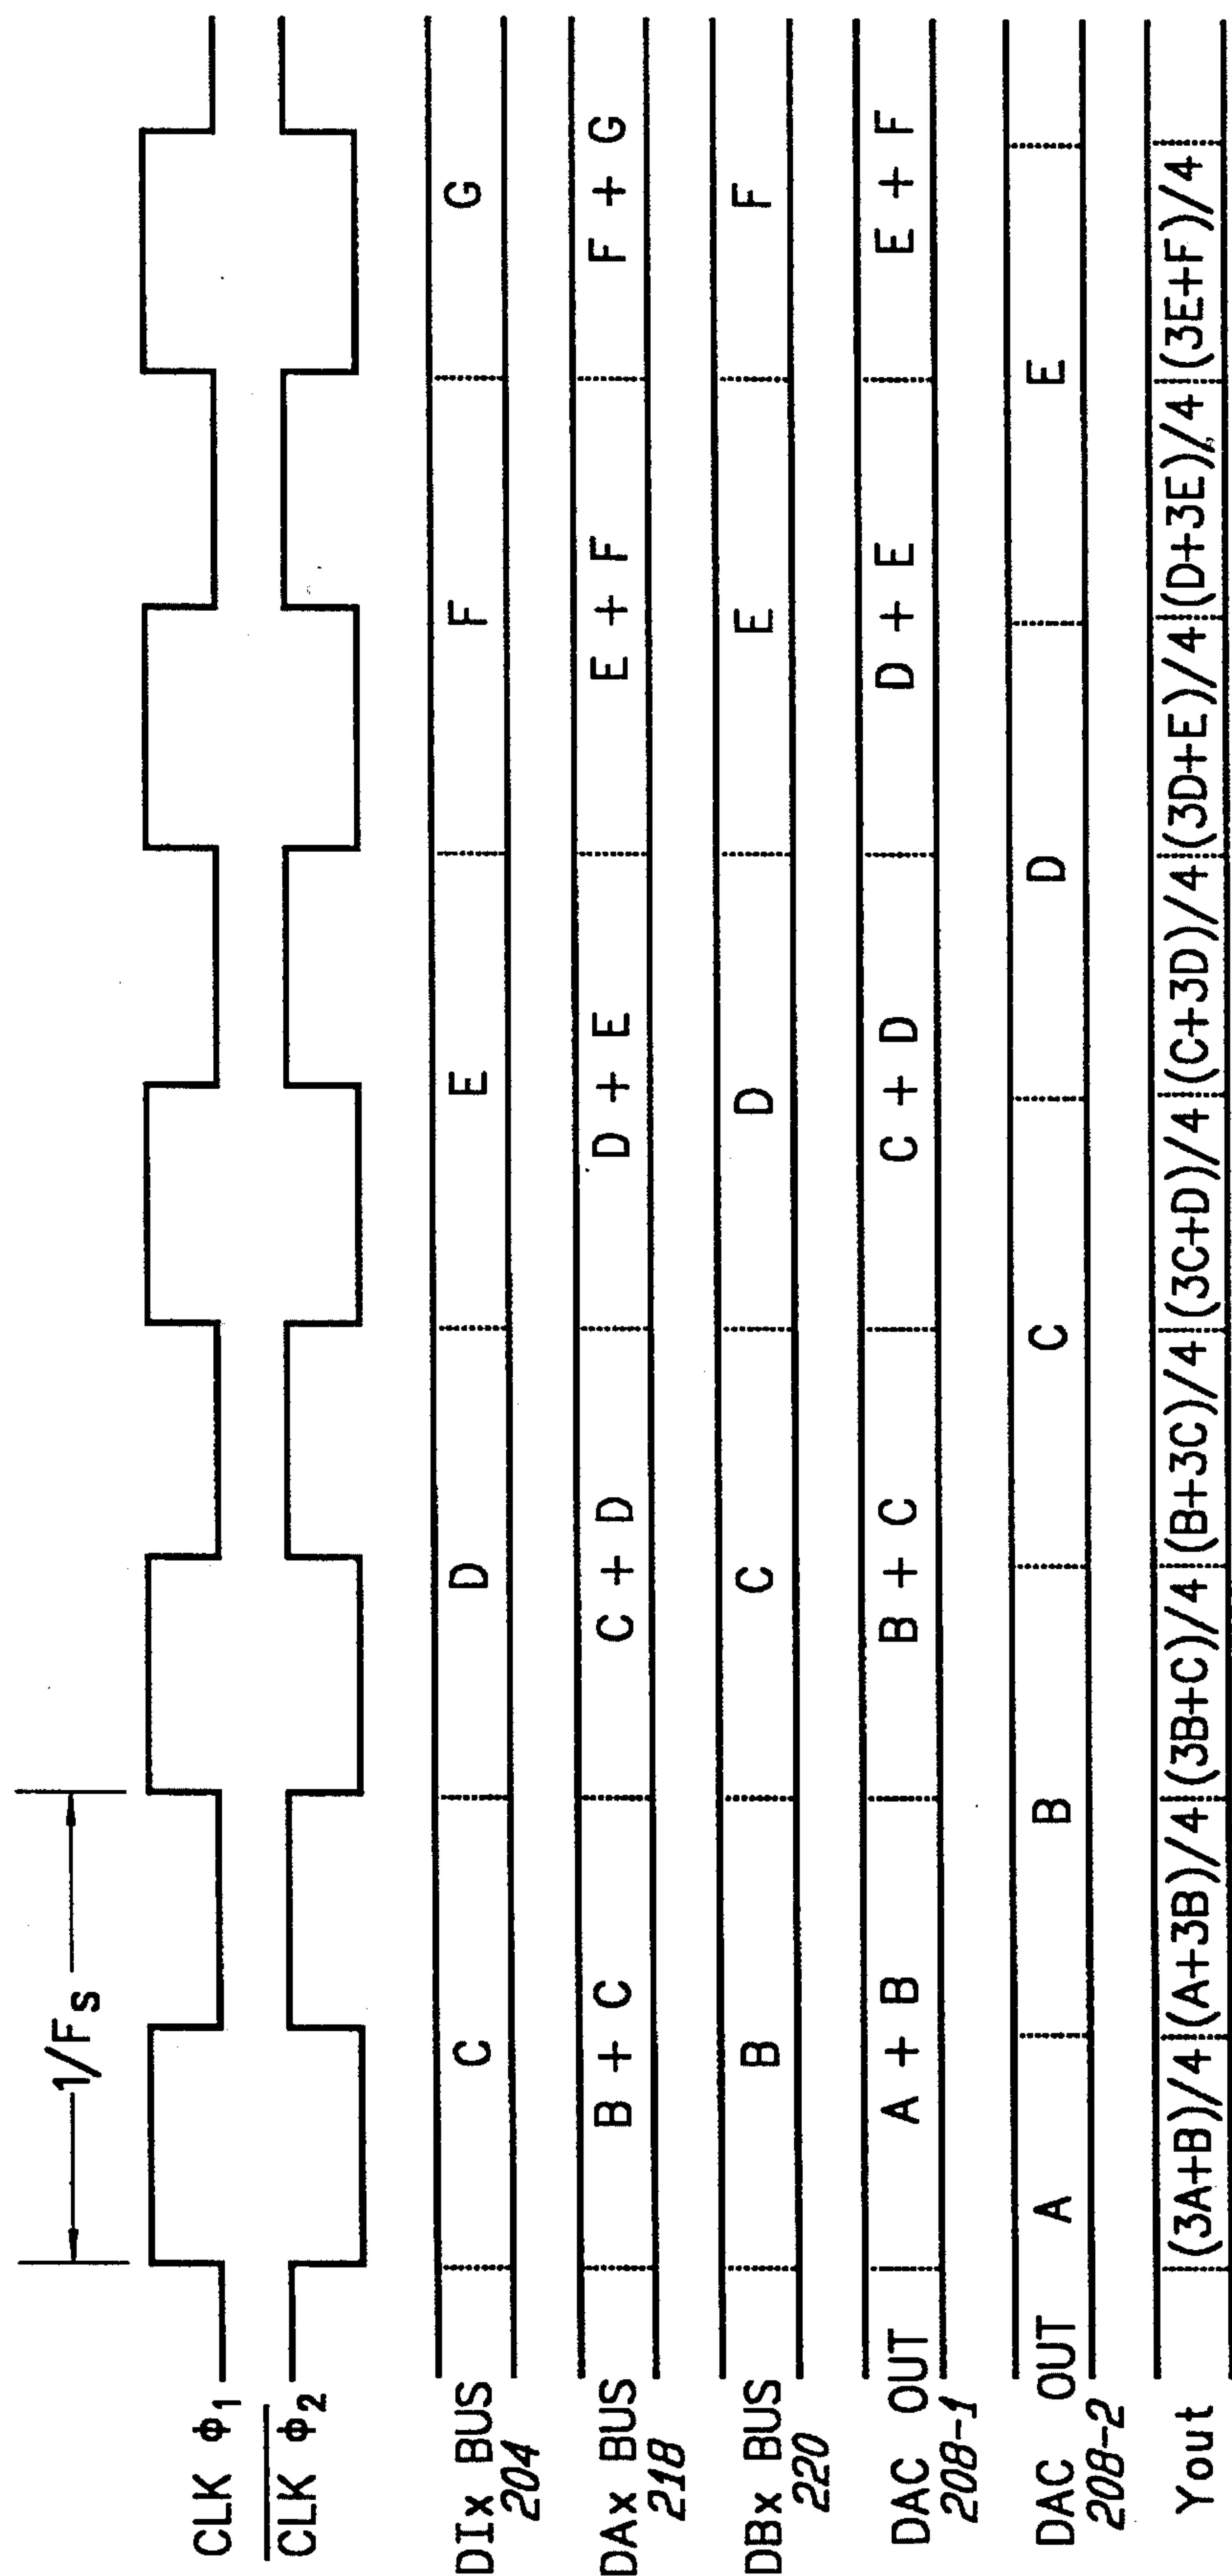 1/Fs
CLK ϕ1
CLK ϕ2
DIx BUS C D E F G
204
DAx BUS B + C C + D D + E E + F F + G
218
DBx BUS B C D E F
220
DAC OUT A + B B + C C + D D + E E + F
208-1
DAC OUT A B C D E
208-2
Yout (3A+B)/4 (A+3B)/4 (3B+C)/4 (B+3C)/4 (3C+D)/4 (C+3D)/4 (3D+E)/4 (D+3E)/4 (3E+F)/4